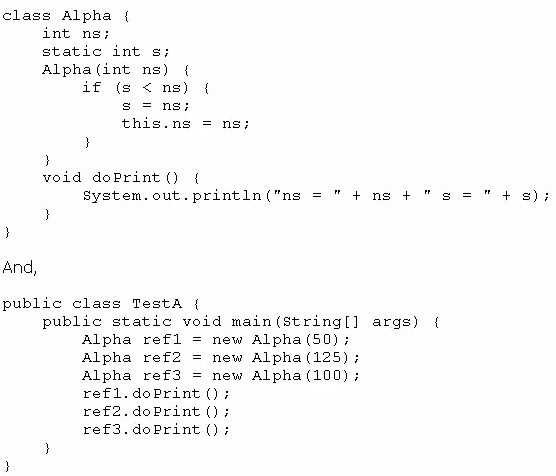 class Alpha {
    int ns;
    static int s;
    Alpha(int ns) {
        if (s < ns) {
            s = ns;
            this.ns = ns;
        }
    }
    void doPrint() {
        System.out.println("ns = " + ns + " s = " + s);
    }
}
And,
public class TestA {
    public static void main(String[] args) {
        Alpha ref1 = new Alpha(50);
        Alpha ref2 = new Alpha(125);
        Alpha ref3 = new Alpha(100);
        ref1.doPrint();
        ref2.doPrint();
        ref3.doPrint();
    }
}